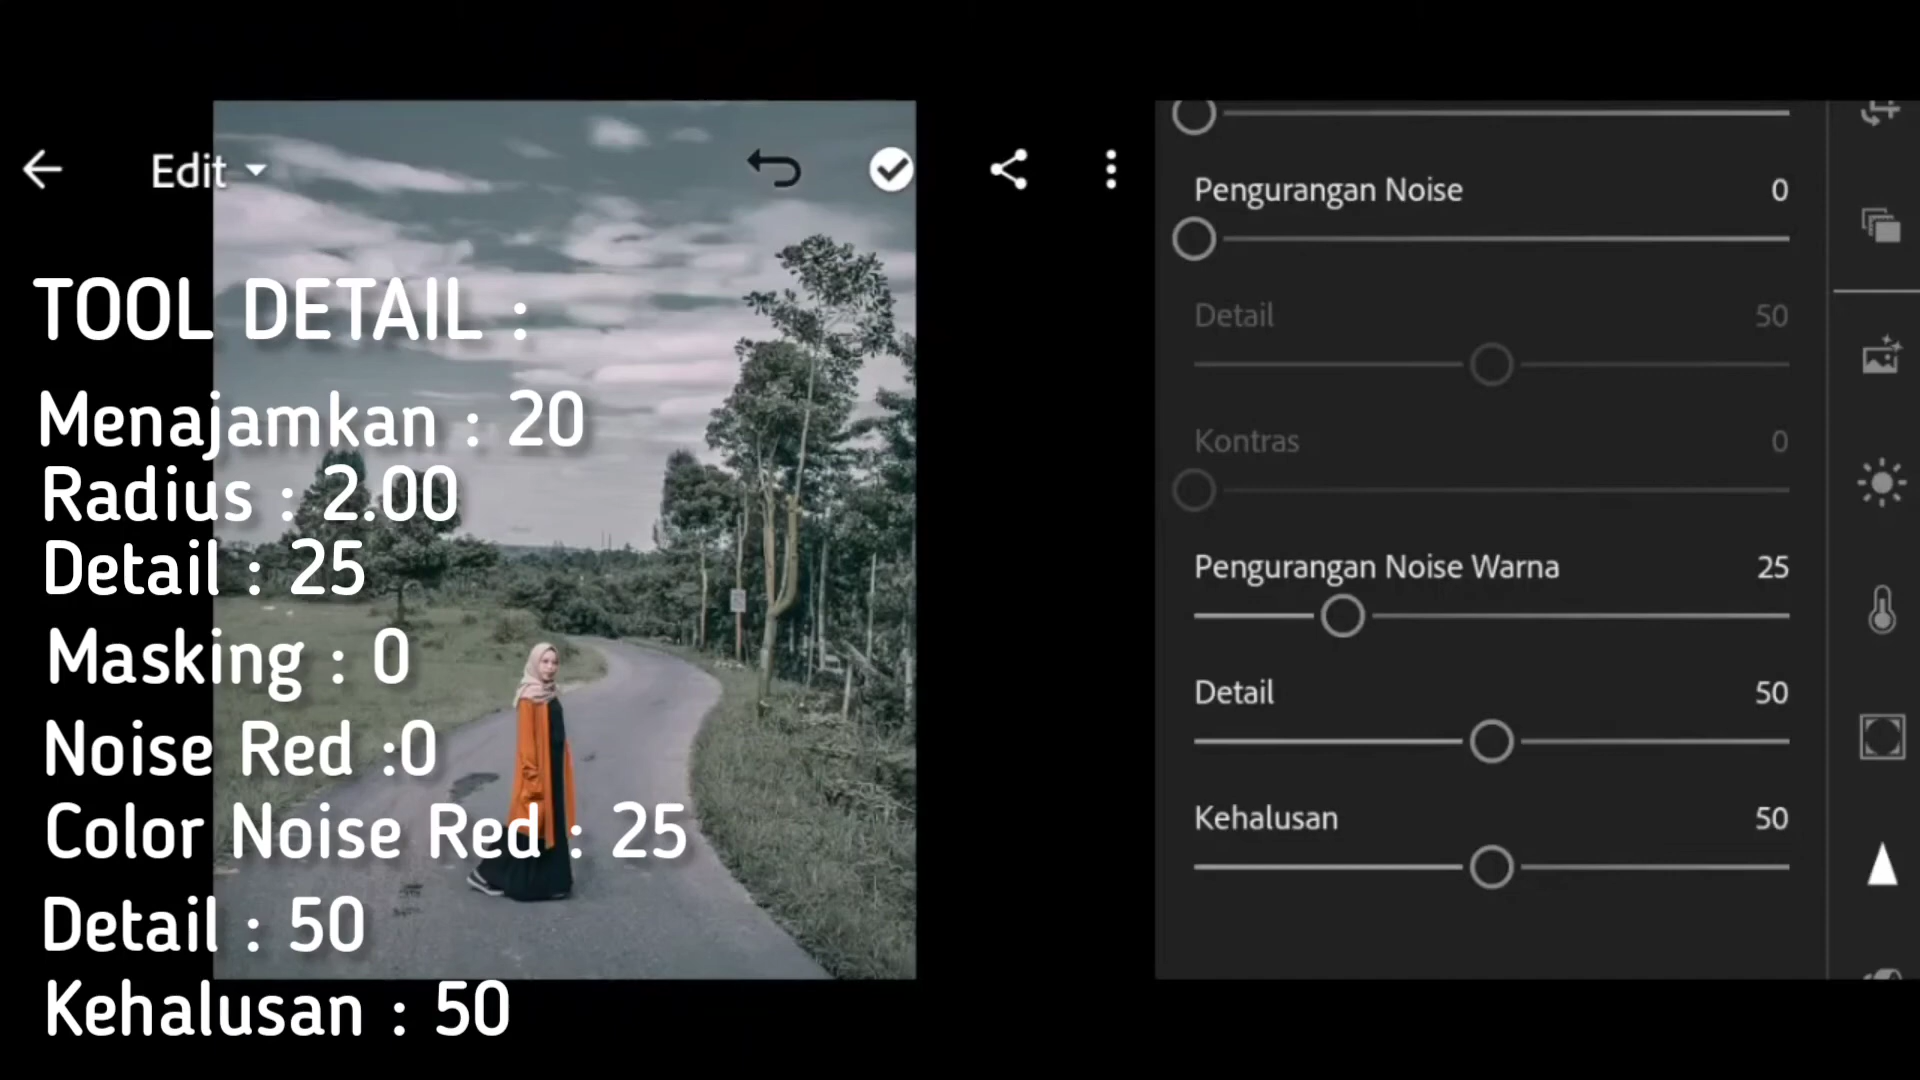 Edit
TOOL DETAIL :
Menajamkan : 20
Radius : 2.00
Detail : 25
Masking : 0
Noise Red :0
Color Noise Red : 25
Detail : 50
Kehalusan : 50
Pengurangan Noise 0
Detail 50
Kontras 0
Pengurangan Noise Warna 25
Detail 50
Kehalusan 50